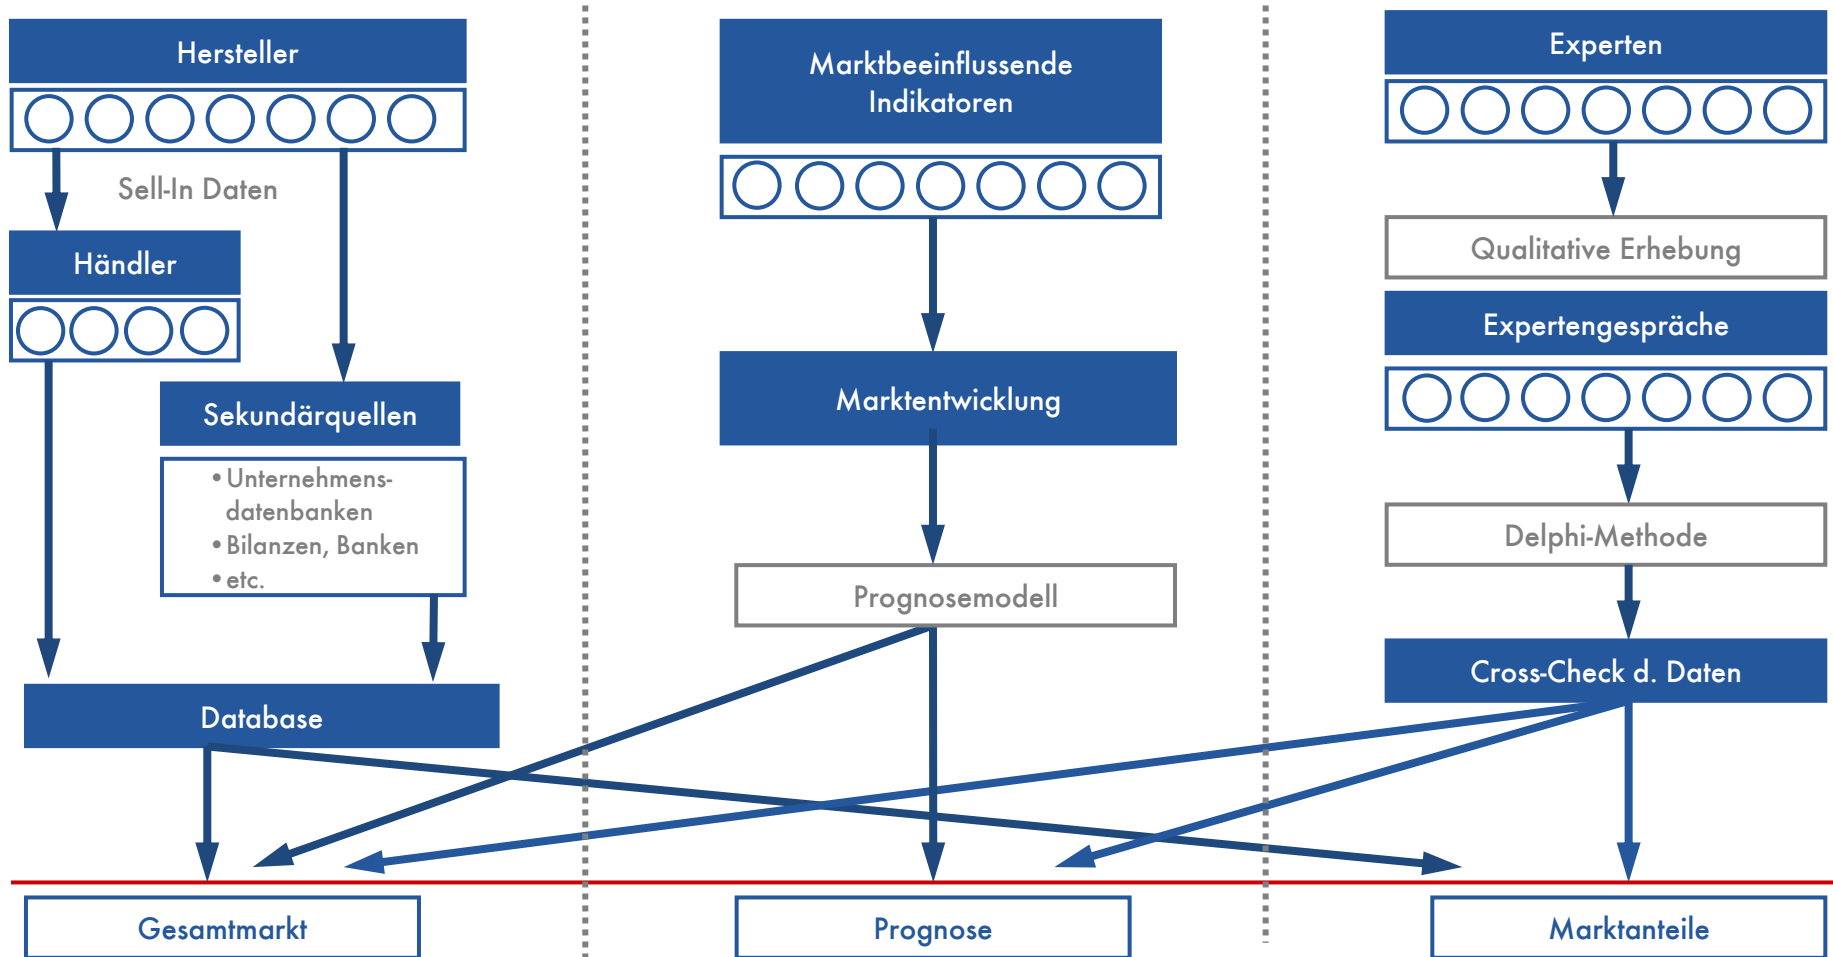 Hersteller
Sell-In Daten
Händler
Sekundärquellen
• Unternehmens-
datenbanken
• Bilanzen, Banken
• etc.
Database
Gesamtmarkt
Marktbeeinflussende
Indikatoren
Marktentwicklung
Prognosemodell
Prognose
Experten
Qualitative Erhebung
Expertengespräche
Delphi-Methode
Cross-Check d. Daten
Marktanteile